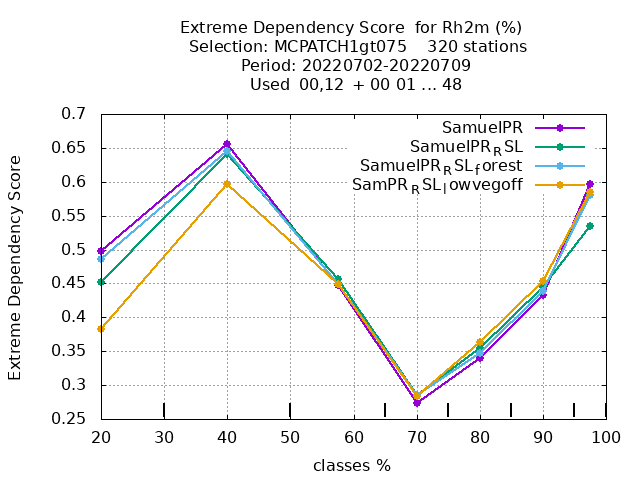 Extreme Dependency Score for Rh2m (%)
Selection: MCPATCH1gt075 320 stations
Period: 20220702-20220709
Used 00,12 + 00 01 ... 48
Extreme Dependency Score
0.7
0.65
0.6
0.55
0.5
0.45
0.4
0.35
0.3
0.25
SamuelPR
SamuelPR_RSL
SamuelPR_RSL_forest
SamPR_RSL_lowvegoff
20 30 40 50 60 70 80 90 100
classes %